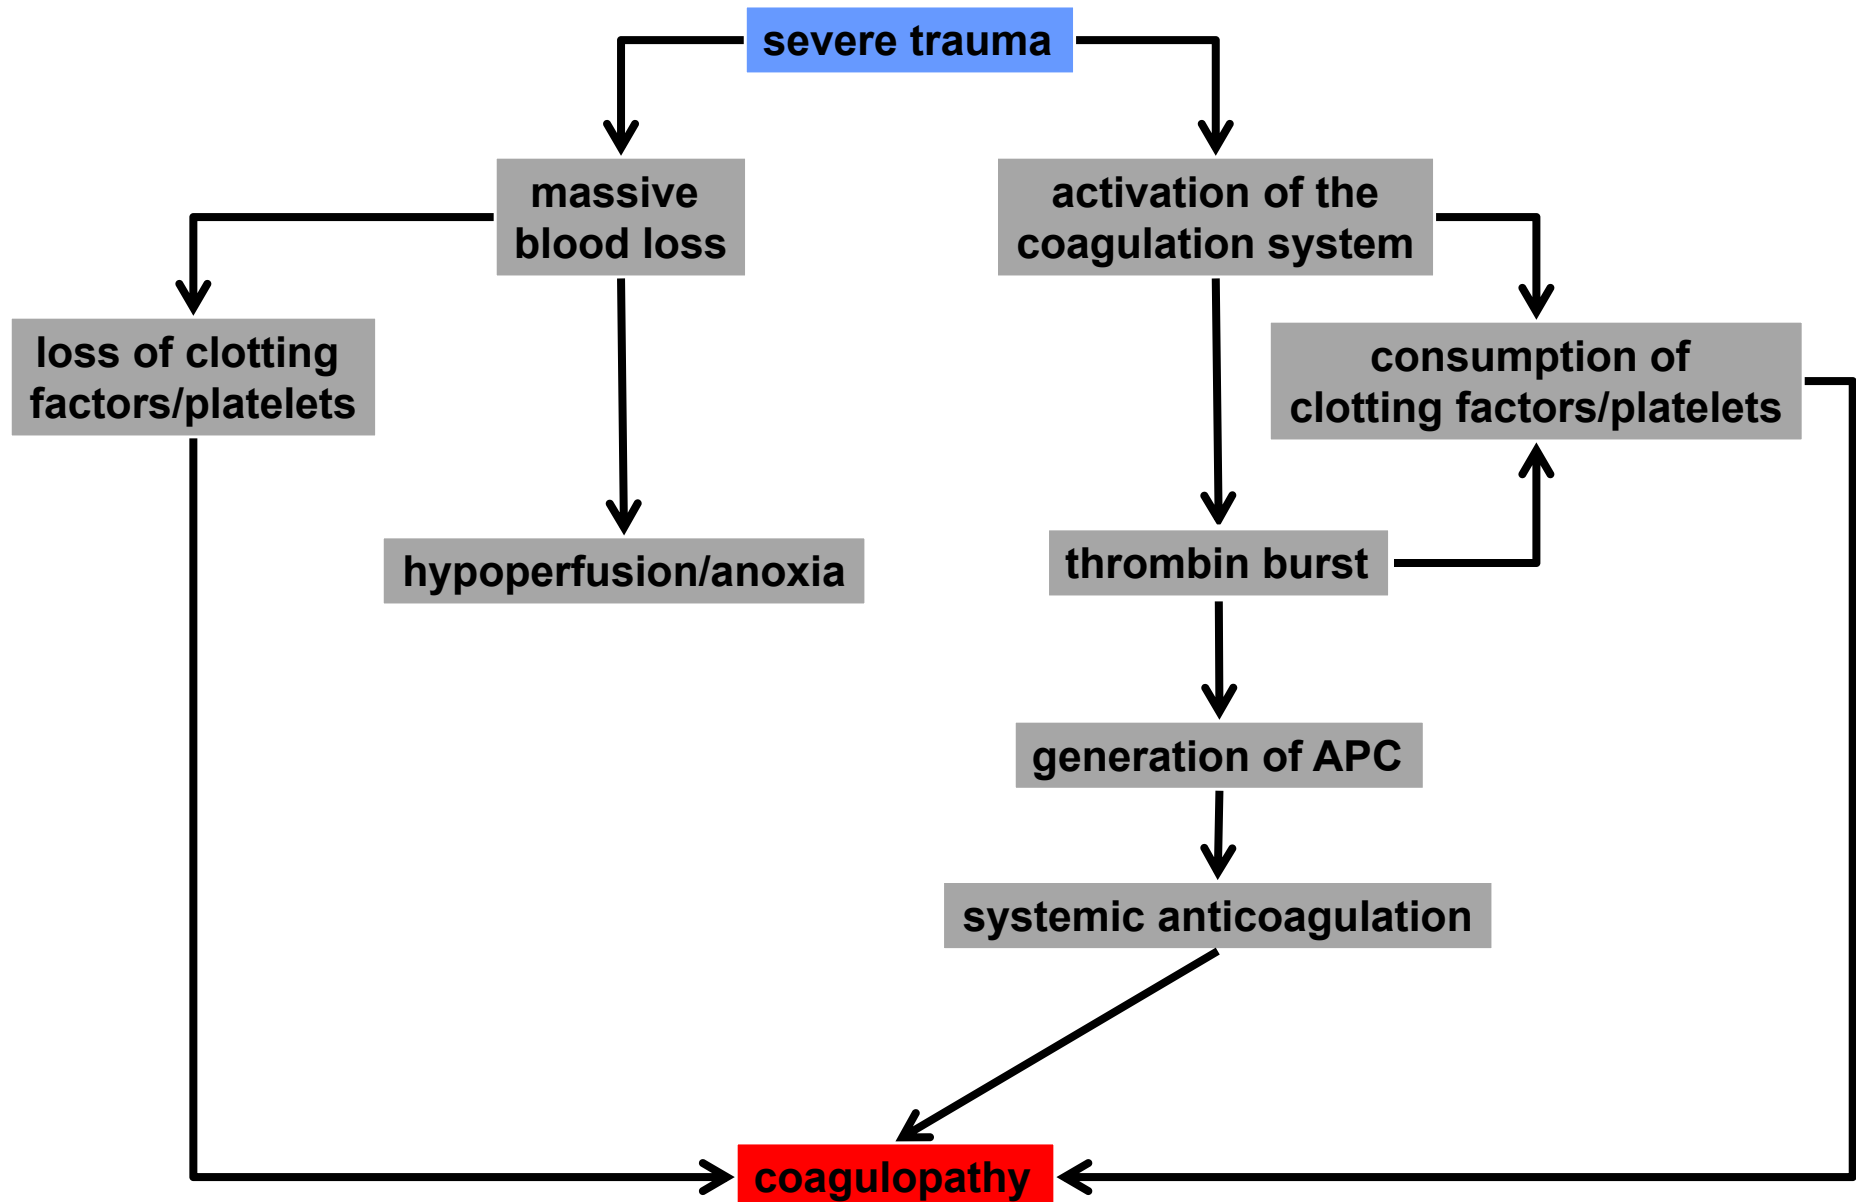 severe trauma
massive
blood loss
activation of the
coagulation system
loss of clotting
factors/platelets
consumption of
clotting factors/platelets
hypoperfusion/anoxia
thrombin burst
generation of APC
systemic anticoagulation
coagulopathy